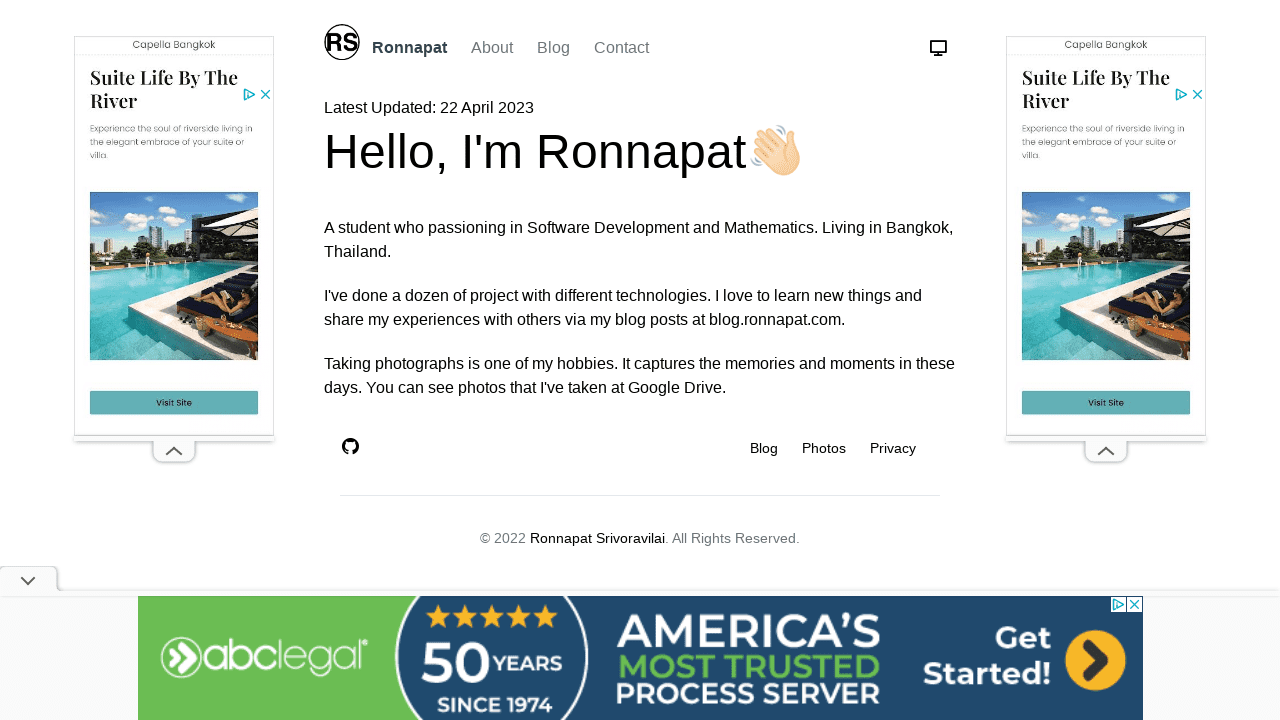 RS
Ronnapat About Blog Contact
Latest Updated: 22 April 2023
Hello, I'm Ronnapat
A student who passioning in Software Development and Mathematics. Living in Bangkok,
Thailand.
I've done a dozen of project with different technologies. I love to learn new things and
share my experiences with others via my blog posts at blog.ronnapat.com.
Taking photographs is one of my hobbies. It captures the memories and moments in these
days. You can see photos that I've taken at Google Drive.
Blog Photos Privacy
© 2022 Ronnapat Srivoravilai. All Rights Reserved.
Capella Bangkok
Suite Life By The
River
Experience the soul of riverside living in
the elegant embrace of your suite or
villa.
Visit Site
Capella Bangkok
Suite Life By The
River
Experience the soul of riverside living in
the elegant embrace of your suite or
villa.
Visit Site
abclegal
50 YEARS
SINCE 1974
AMERICA'S
MOST TRUSTED
PROCESS SERVER
Get
Started!